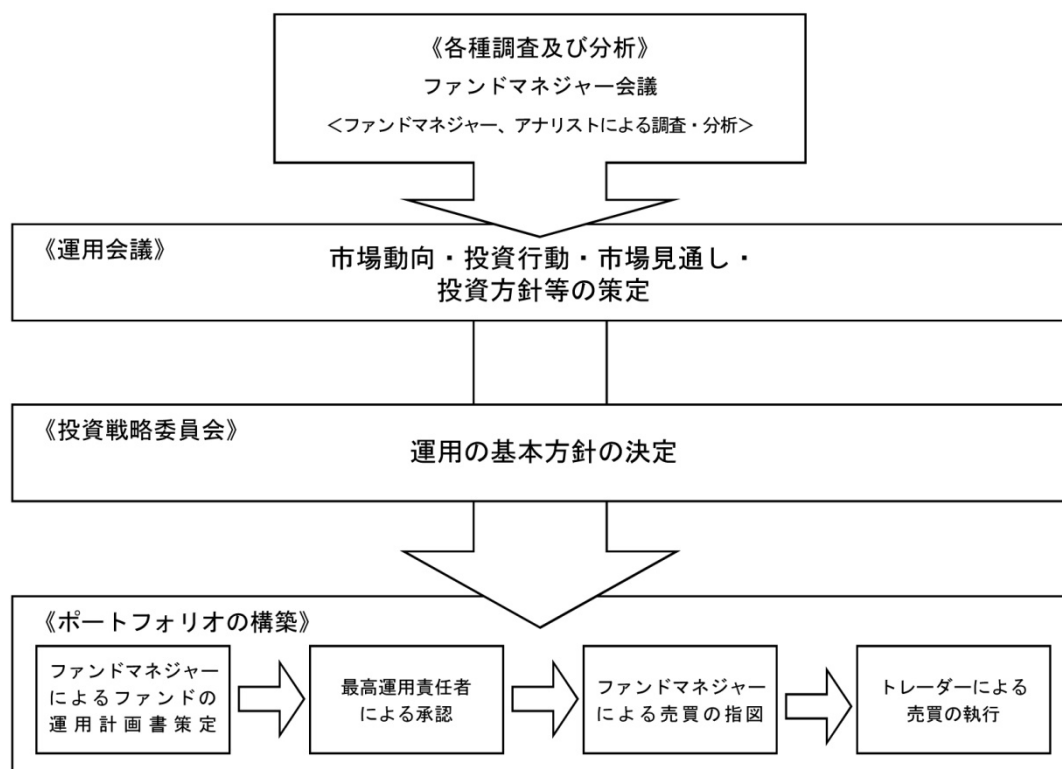 《各種調査及び分析》
ファンドマネジャー会議
＜ファンドマネジャー、アナリストによる調査・分析＞
《運用会議》
市場動向・投資行動・市場見通し・
投資方針等の策定
《投資戦略委員会》
運用の基本方針の決定
《ポートフォリオの構築》
ファンドマネジャー
によるファンドの
運用計画書策定
最高運用責任者
による承認
ファンドマネジャー
による売買の指図
トレーダーによる
売買の執行